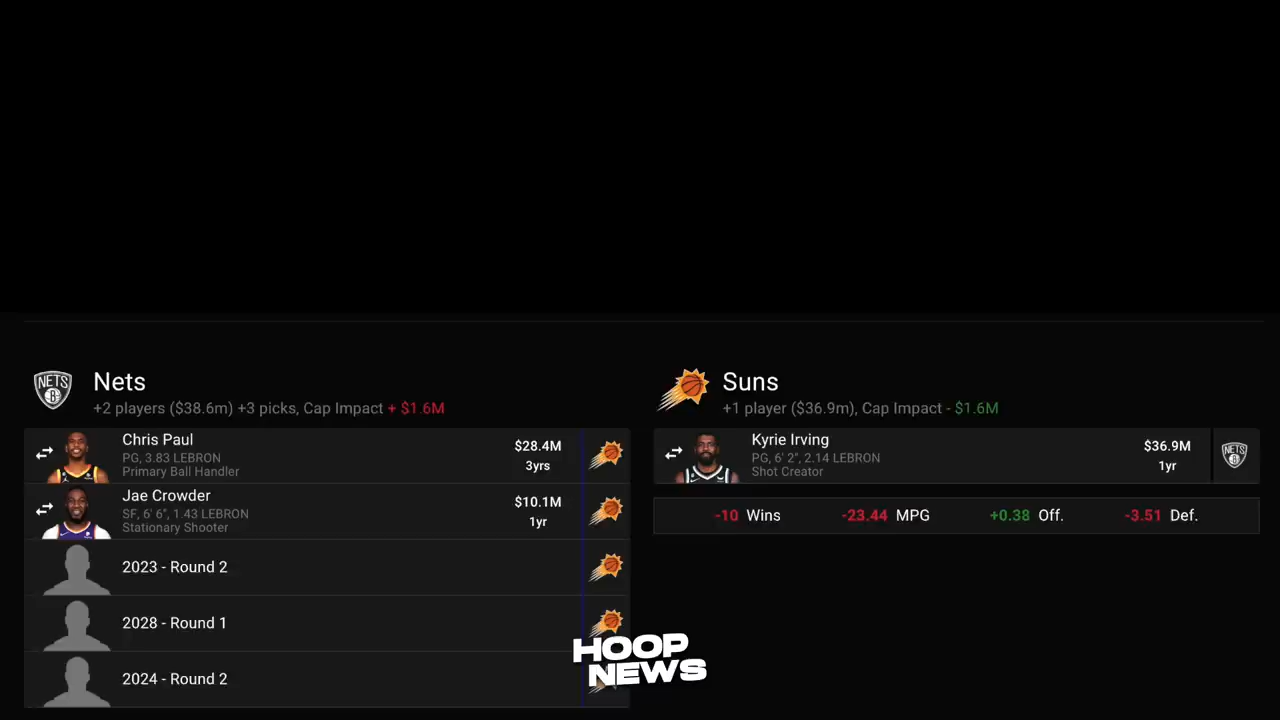 NETS
B
Nets
+2 players ($38.6m) +3 picks, Cap Impact + $1.6M
Chris Paul
PG, 3.83 LEBRON
Primary Ball Handler
$28.4M
3yrs
Jae Crowder
SF, 6' 6", 1.43 LEBRON
Stationary Shooter
$10.1M
1yr
2023 - Round 2
2028 - Round 1
2024 - Round 2
Suns
+1 player ($36.9m), Cap Impact - $1.6M
Kyrie Irving
PG, 6' 2", 2.14 LEBRON
Shot Creator
$36.9M
1yr
NETS
B
-10 Wins -23.44 MPG +0.38 Off. -3.51 Def.
HOOP
NEWS